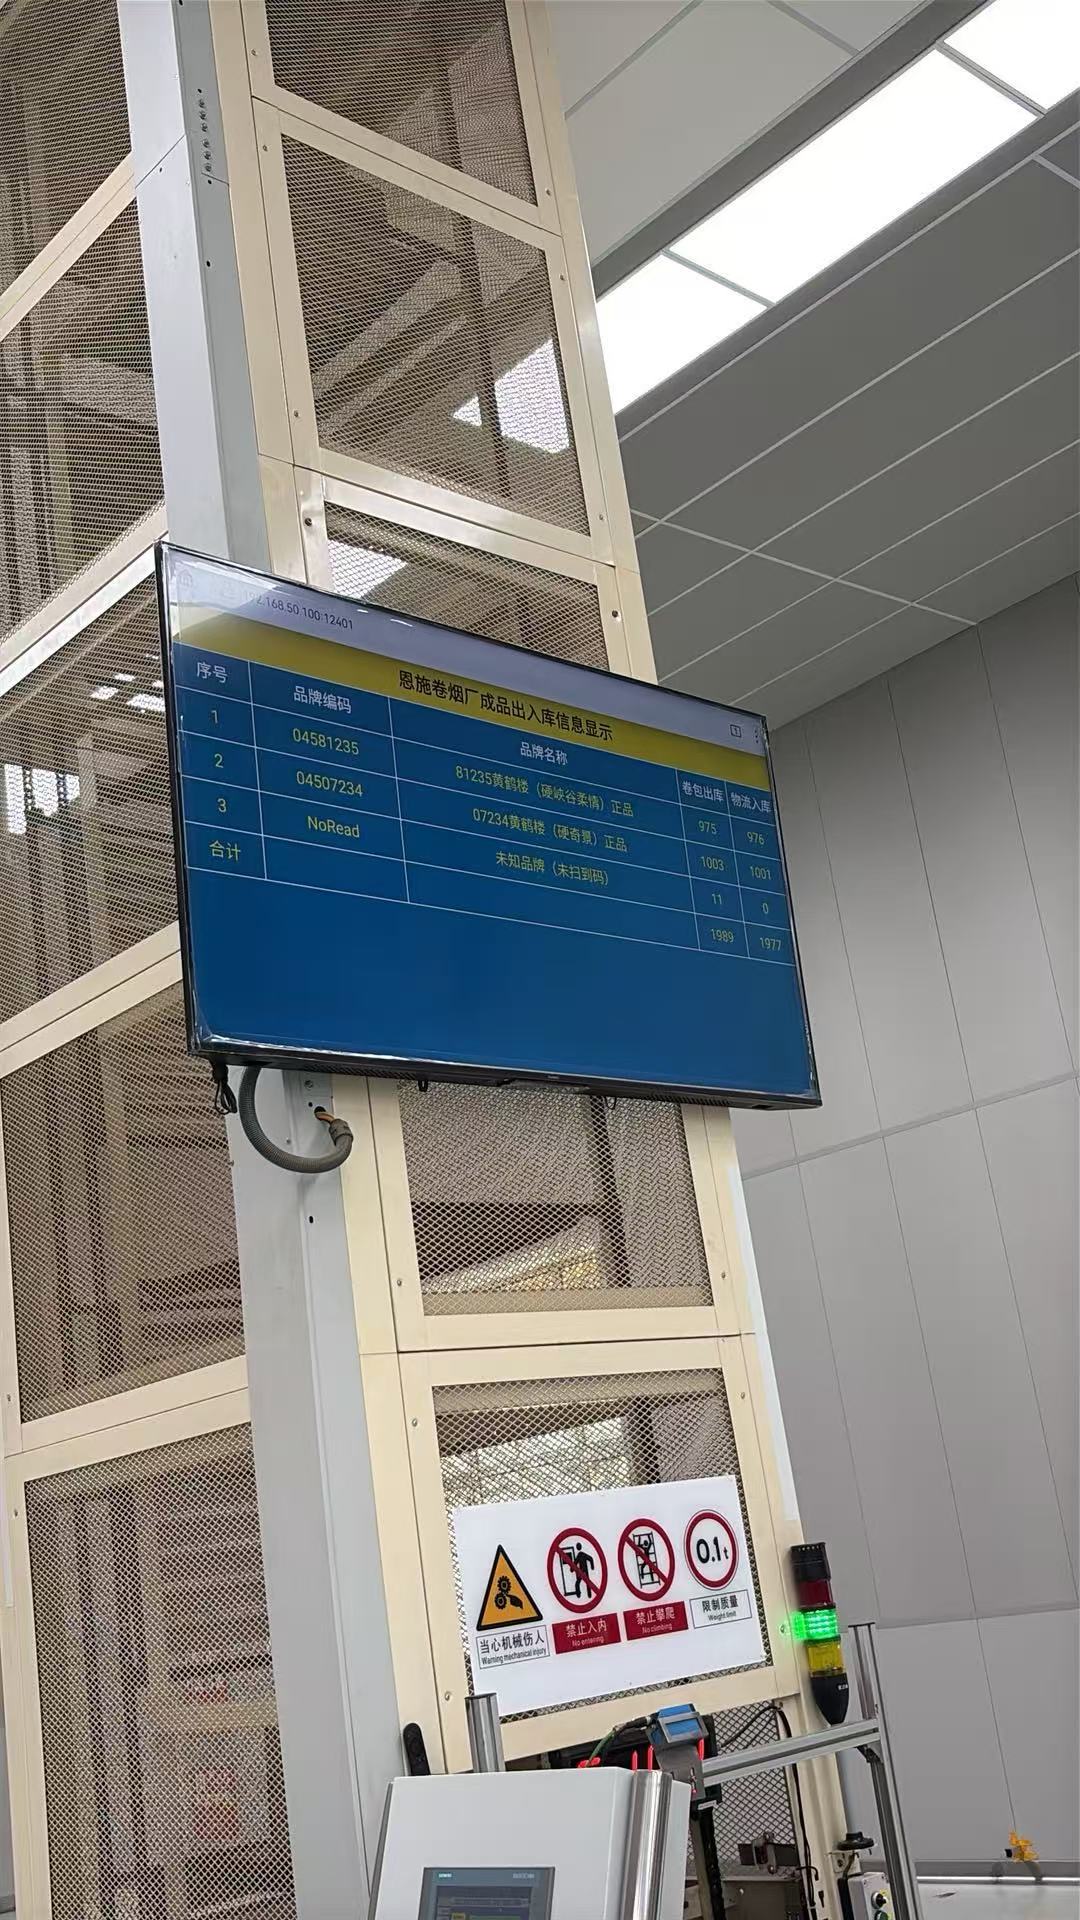 192.168.50.100:12401
恩施卷烟厂成品出入库信息显示
序号 品牌编码 品牌名称 卷包出库 物流入库
1 04581235 81235黄鹤楼（硬峡谷柔情）正品 975 976
2 04507234 07234黄鹤楼（硬奇景）正品 1003 1001
3 NoRead 未知品牌（未扫到码） 11 0
合计 1989 1977
当心机械伤人
Warning mechanical injury
禁止入内
No entering
禁止攀爬
No climbing
0.1t
限制质量
Weight limit
SIEMENS